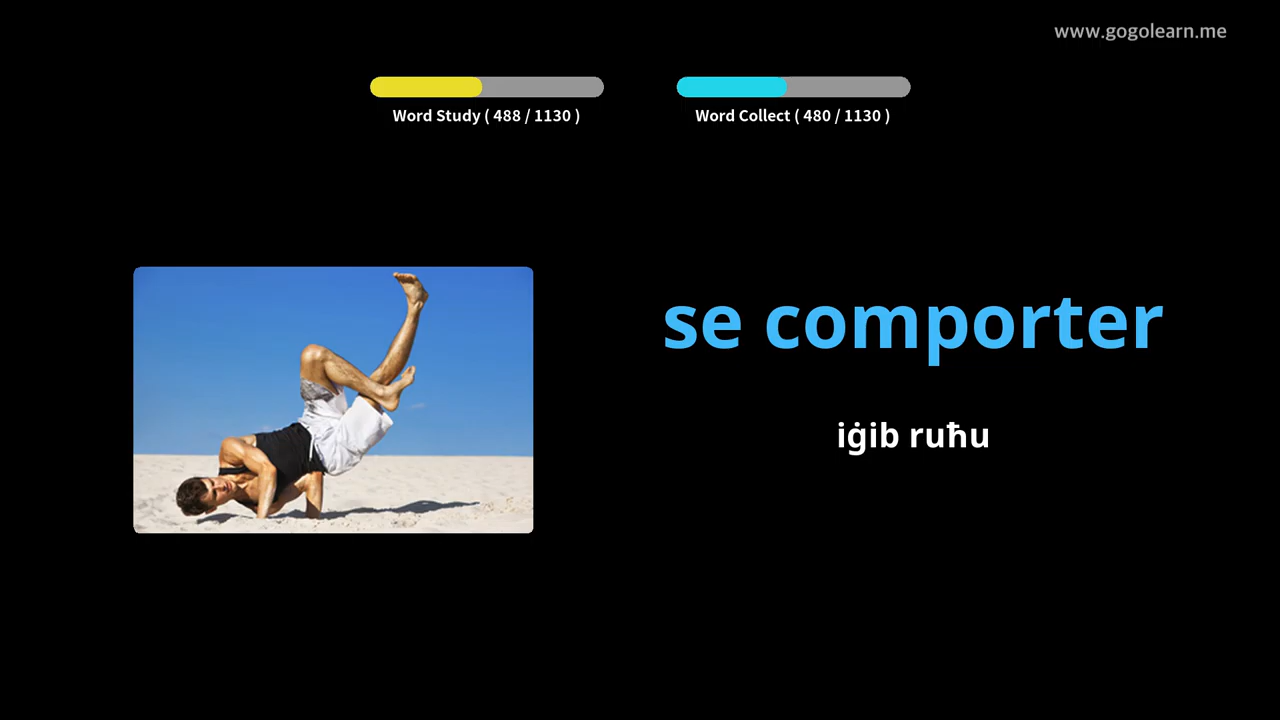 www.gogolearn.me
Word Study ( 488 / 1130 )
Word Collect ( 480 / 1130 )
se comporter
iġib ruħu